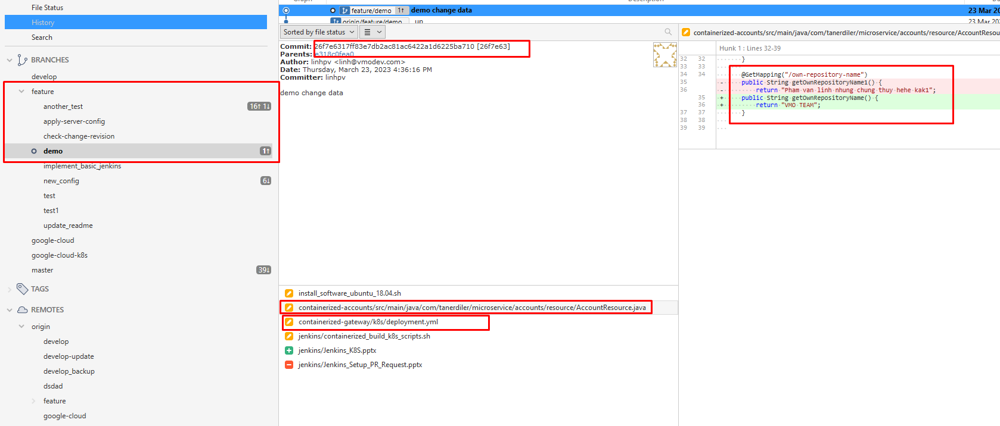 File Status
History
Search
BRANCHES
develop
feature
another_test 16↑ 1↓
apply-server-config
check-change-revision
demo 1↑
implement_basic_jenkins
new_config 6↓
test
test1
update_readme
google-cloud
google-cloud-k8s
master 39↓
TAGS
REMOTES
origin
develop
develop-update
develop_backup
dsdad
feature
google-cloud
Graph Description
feature/demo 1↑ demo change data 23 Mar 20
origin/feature/demo up 23 Mar 202
Sorted by file status
Commit: 26f7e6317ff83e7db2ac81ac6422a1d6225ba710 [26f7e63]
Parents: e318c0fea0
Author: linhpv <linh@vmodev.com>
Date: Thursday, March 23, 2023 4:36:16 PM
Committer: linhpv
demo change data
install_software_ubuntu_18.04.sh
containerized-accounts/src/main/java/com/tanerdiler/microservice/accounts/resource/AccountResource.java
containerized-gateway/k8s/deployment.yml
jenkins/containerized_build_k8s_scripts.sh
jenkins/Jenkins_K8S.pptx
jenkins/Jenkins_Setup_PR_Request.pptx
containerized-accounts/src/main/java/com/tanerdiler/microservice/accounts/resource/AccountResou
Hunk 1 : Lines 32-39
32 32 }
33 33
34 34 @GetMapping("/own-repository-name")
35 - public String getOwnRepositoryName1() {
36 - return "Pham van linh nhung chung thuy hehe kak1";
35 + public String getOwnRepositoryName() {
36 + return "VMO TEAM";
37 37 }
38 38
39 39